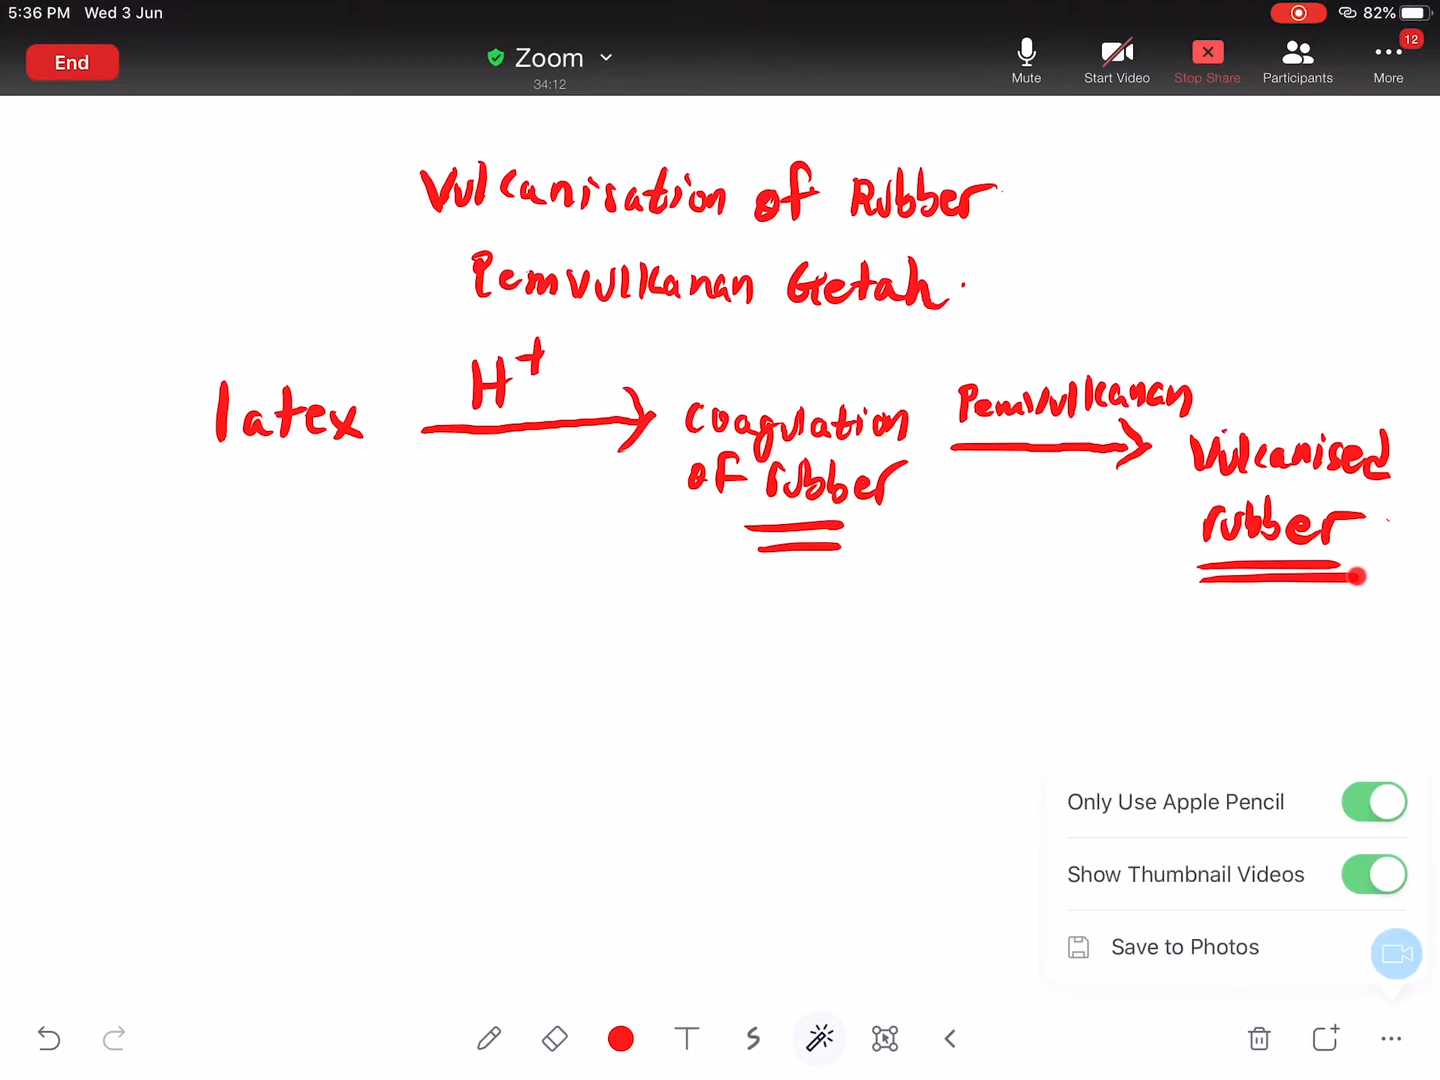 5:36 PM Wed 3 Jun
82%
End
Zoom
34:12
Mute
Start Video
Stop Share
Participants
12
More
Vulcanisation of Rubber
Pemvulkanan Getah.
latex
H+
Coagulation
of rubber
Pemvulkanan
Vulcanised
rubber
Only Use Apple Pencil
Show Thumbnail Videos
Save to Photos
T